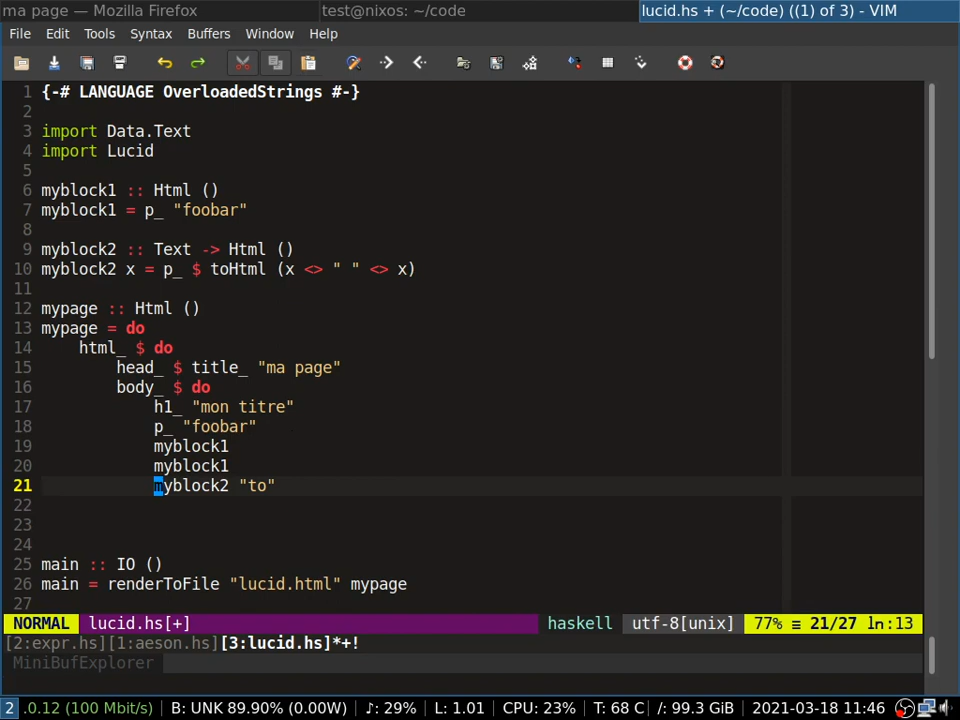 ma page - Mozilla Firefox test@nixos: ~/code lucid.hs + (~/code) ((1) of 3) - VIM
File Edit Tools Syntax Buffers Window Help
1 {-# LANGUAGE OverloadedStrings #-}
2
3 import Data.Text
4 import Lucid
5
6 myblock1 :: Html ()
7 myblock1 = p_ "foobar"
8
9 myblock2 :: Text -> Html ()
10 myblock2 x = p_ $ toHtml (x <> " " <> x)
11
12 mypage :: Html ()
13 mypage = do
14     html_ $ do
15         head_ $ title_ "ma page"
16         body_ $ do
17             h1_ "mon titre"
18             p_ "foobar"
19             myblock1
20             myblock1
21             myblock2 "to"
22
23
24
25 main :: IO ()
26 main = renderToFile "lucid.html" mypage
27
NORMAL lucid.hs[+] haskell utf-8[unix] 77% ≡ 21/27 ln:13
[2:expr.hs][1:aeson.hs][3:lucid.hs]*+!
MiniBufExplorer
2 .0.12 (100 Mbit/s) B: UNK 89.90% (0.00W) ♪: 29% L: 1.01 CPU: 23% T: 68 C /: 99.3 GiB 2021-03-18 11:46